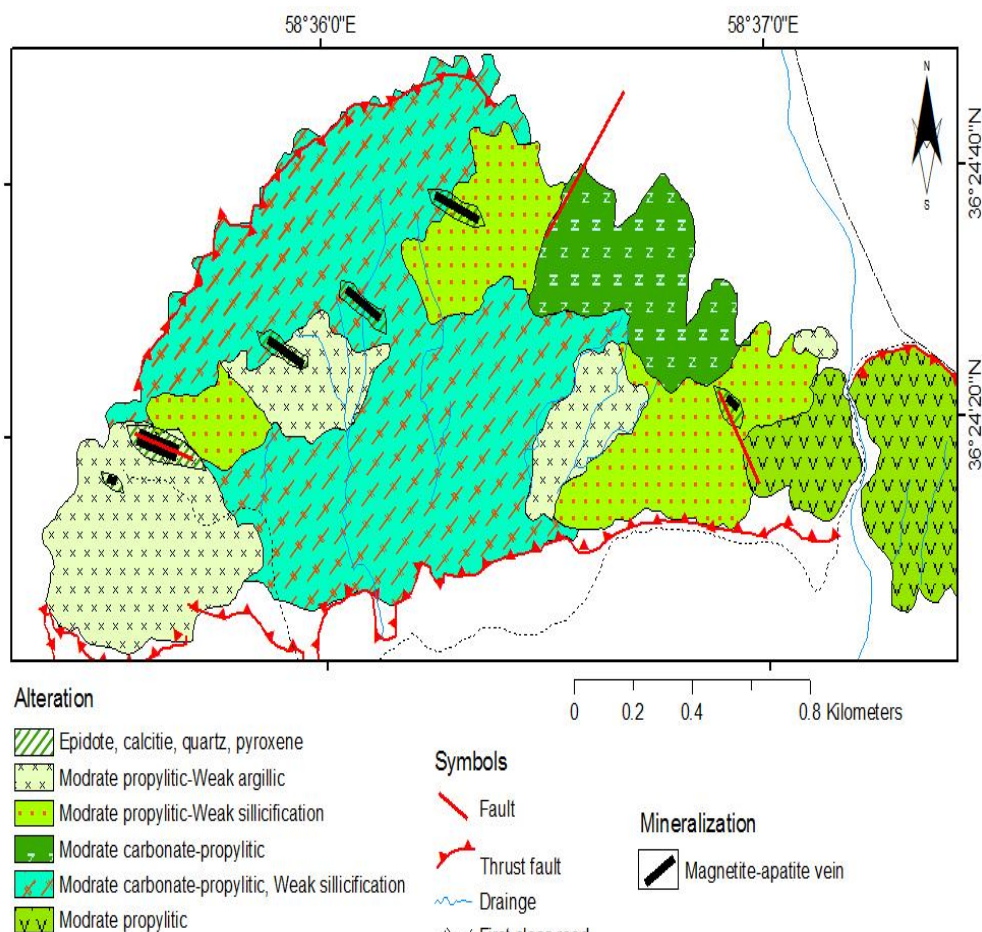 58°36'0"E
58°37'0"E
N
S
36°24'40"N
36°24'20"N
0 0.2 0.4 0.8 Kilometers
Alteration
Epidote, calcitie, quartz, pyroxene
Modrate propylitic-Weak argillic
Modrate propylitic-Weak sillicification
Modrate carbonate-propylitic
Modrate carbonate-propylitic, Weak sillicification
Modrate propylitic
Symbols
Fault
Thrust fault
Drainge
Mineralization
Magnetite-apatite vein